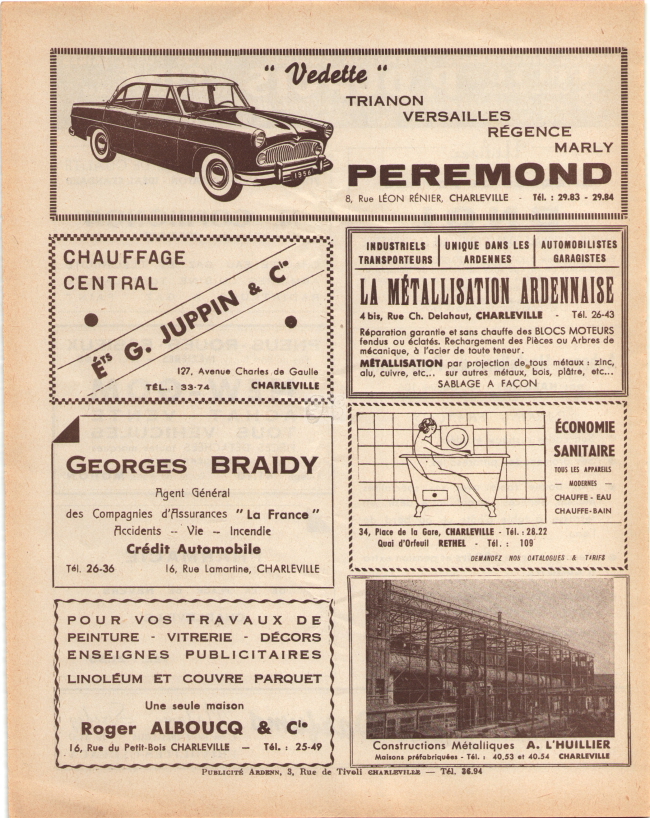 " Vedette "
TRIANON
VERSAILLES
RÉGENCE
MARLY
1956
PEREMOND
8, Rue LÉON RÉNIER, CHARLEVILLE - Tél. : 29.83 - 29.84
CHAUFFAGE
CENTRAL
Éts G. JUPPIN & Cie
127, Avenue Charles de Gaulle
TÉL. : 33-74 CHARLEVILLE
INDUSTRIELS
TRANSPORTEURS
UNIQUE DANS LES
ARDENNES
AUTOMOBILISTES
GARAGISTES
LA MÉTALLISATION ARDENNAISE
4 bis, Rue Ch. Delahaut, CHARLEVILLE - Tél. 26-43
Réparation garantie et sans chauffe des BLOCS MOTEURS
fendus ou éclatés. Rechargement des Pièces ou Arbres de
mécanique, à l'acier de toute teneur.
MÉTALLISATION par projection de tous métaux : zinc,
alu, cuivre, etc... sur autres métaux, bois, plâtre, etc...
SABLAGE A FAÇON
GEORGES BRAIDY
Agent Général
des Compagnies d'Assurances "La France"
Accidents - Vie - Incendie
Crédit Automobile
Tél. 26-36 16, Rue Lamartine, CHARLEVILLE
ÉCONOMIE
SANITAIRE
TOUS LES APPAREILS
— MODERNES —
CHAUFFE - EAU
CHAUFFE-BAIN
34, Place de la Gare, CHARLEVILLE - Tél. : 28.22
Quai d'Orfeuil RETHEL - Tél. : 109
DEMANDEZ NOS CATALOGUES & TARIFS
POUR VOS TRAVAUX DE
PEINTURE - VITRERIE - DÉCORS
ENSEIGNES PUBLICITAIRES
LINOLÉUM ET COUVRE PARQUET
Une seule maison
Roger ALBOUCQ & Cie
16, Rue du Petit-Bois CHARLEVILLE — Tél. : 25-49
Constructions Métalliques A. L'HUILLIER
Maisons préfabriquées - Tél. : 40.53 et 40.54 CHARLEVILLE
PUBLICITÉ ARDENN, 3, Rue de Tivoli CHARLEVILLE — Tél. 36.94